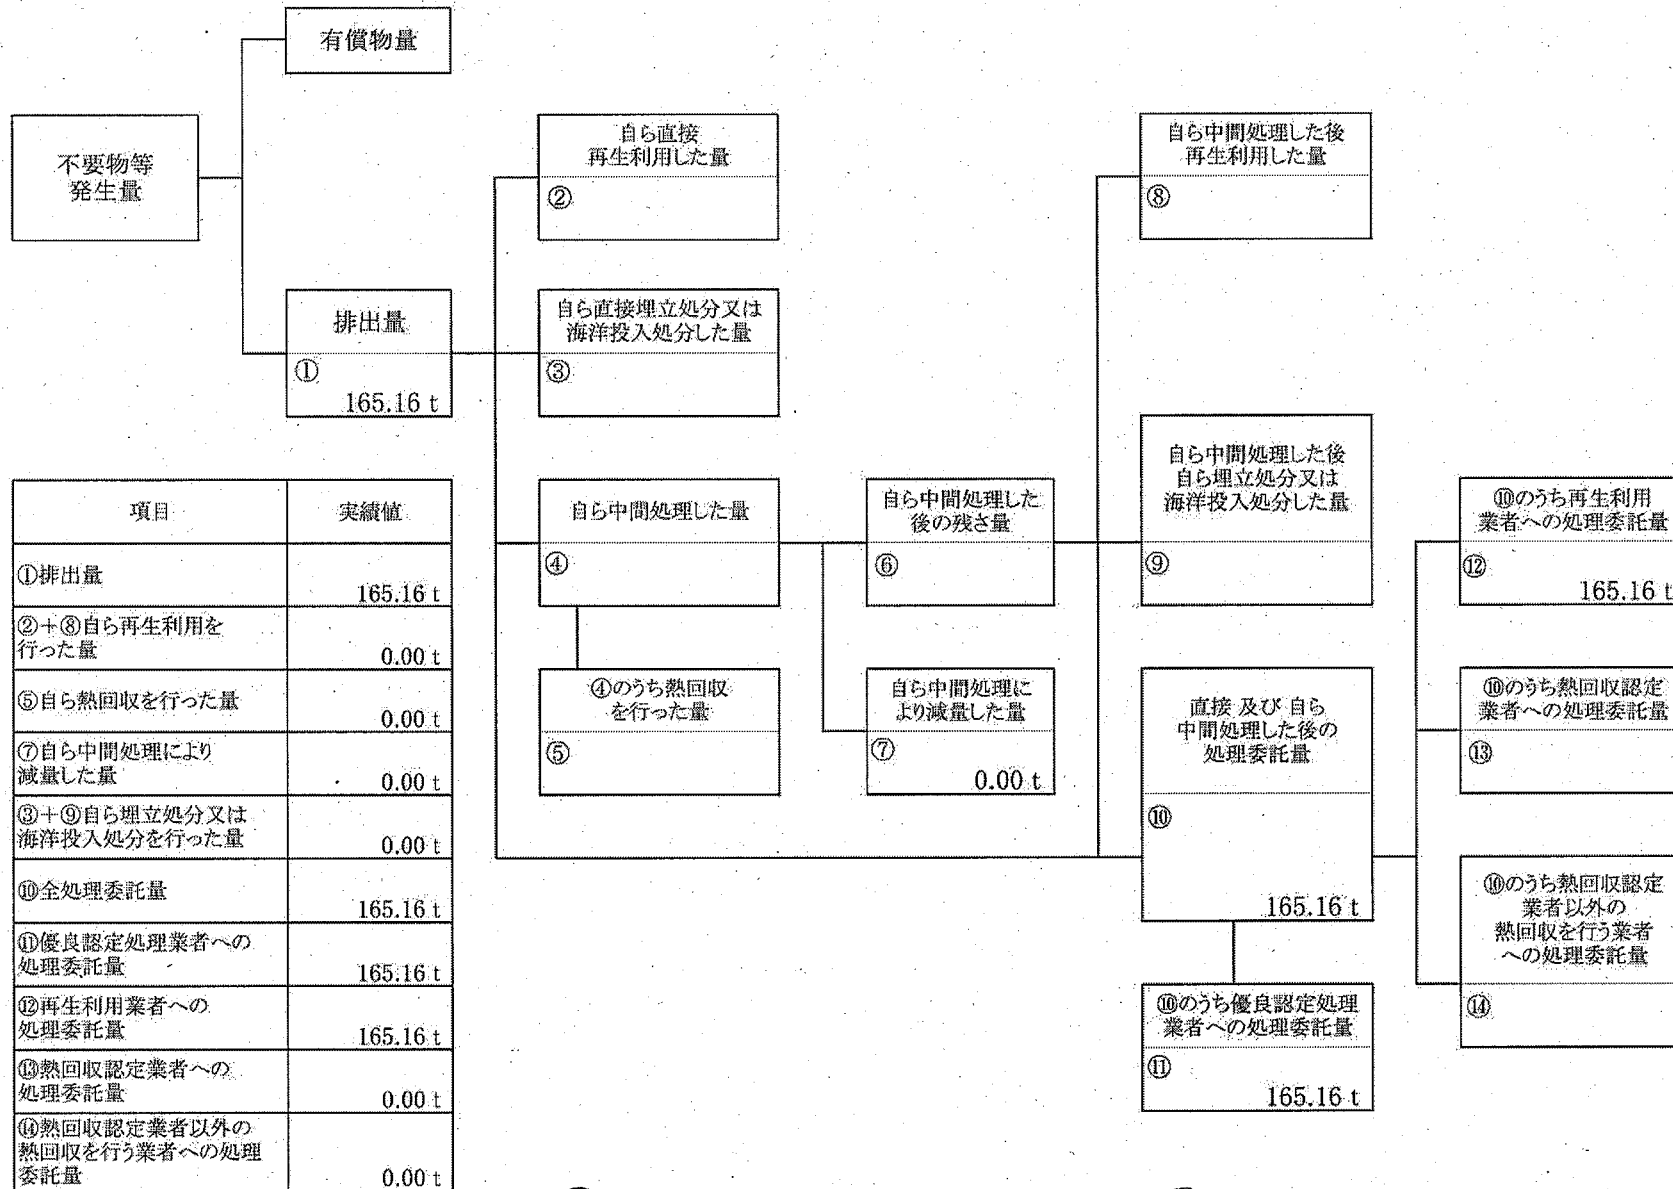 有償物量
不要物等
発生量
排出量
①
165.16 t
自ら直接
再生利用した量
②
自ら直接埋立処分又は
海洋投入処分した量
③
自ら中間処理した量
④
④のうち熱回収
を行った量
⑤
自ら中間処理した
後の残さ量
⑥
自ら中間処理に
より減量した量
⑦
0.00 t
自ら中間処理した後
再生利用した量
⑧
自ら中間処理した後
自ら埋立処分又は
海洋投入処分した量
⑨
直接 及び 自ら
中間処理した後の
処理委託量
⑩
165.16 t
⑩のうち優良認定処理
業者への処理委託量
⑪
165.16 t
⑩のうち再生利用
業者への処理委託量
⑫
165.16 t
⑩のうち熱回収認定
業者への処理委託量
⑬
⑩のうち熱回収認定
業者以外の
熱回収を行う業者
への処理委託量
⑭
項目 実績値
①排出量
165.16 t
②+⑧自ら再生利用を
行った量
0.00 t
⑤自ら熱回収を行った量
0.00 t
⑦自ら中間処理により
減量した量
0.00 t
③+⑨自ら埋立処分又は
海洋投入処分を行った量
0.00 t
⑩全処理委託量
165.16 t
⑪優良認定処理業者への
処理委託量
165.16 t
⑫再生利用業者への
処理委託量
165.16 t
⑬熱回収認定業者への
処理委託量
0.00 t
⑭熱回収認定業者以外の
熱回収を行う業者への処理
委託量
0.00 t